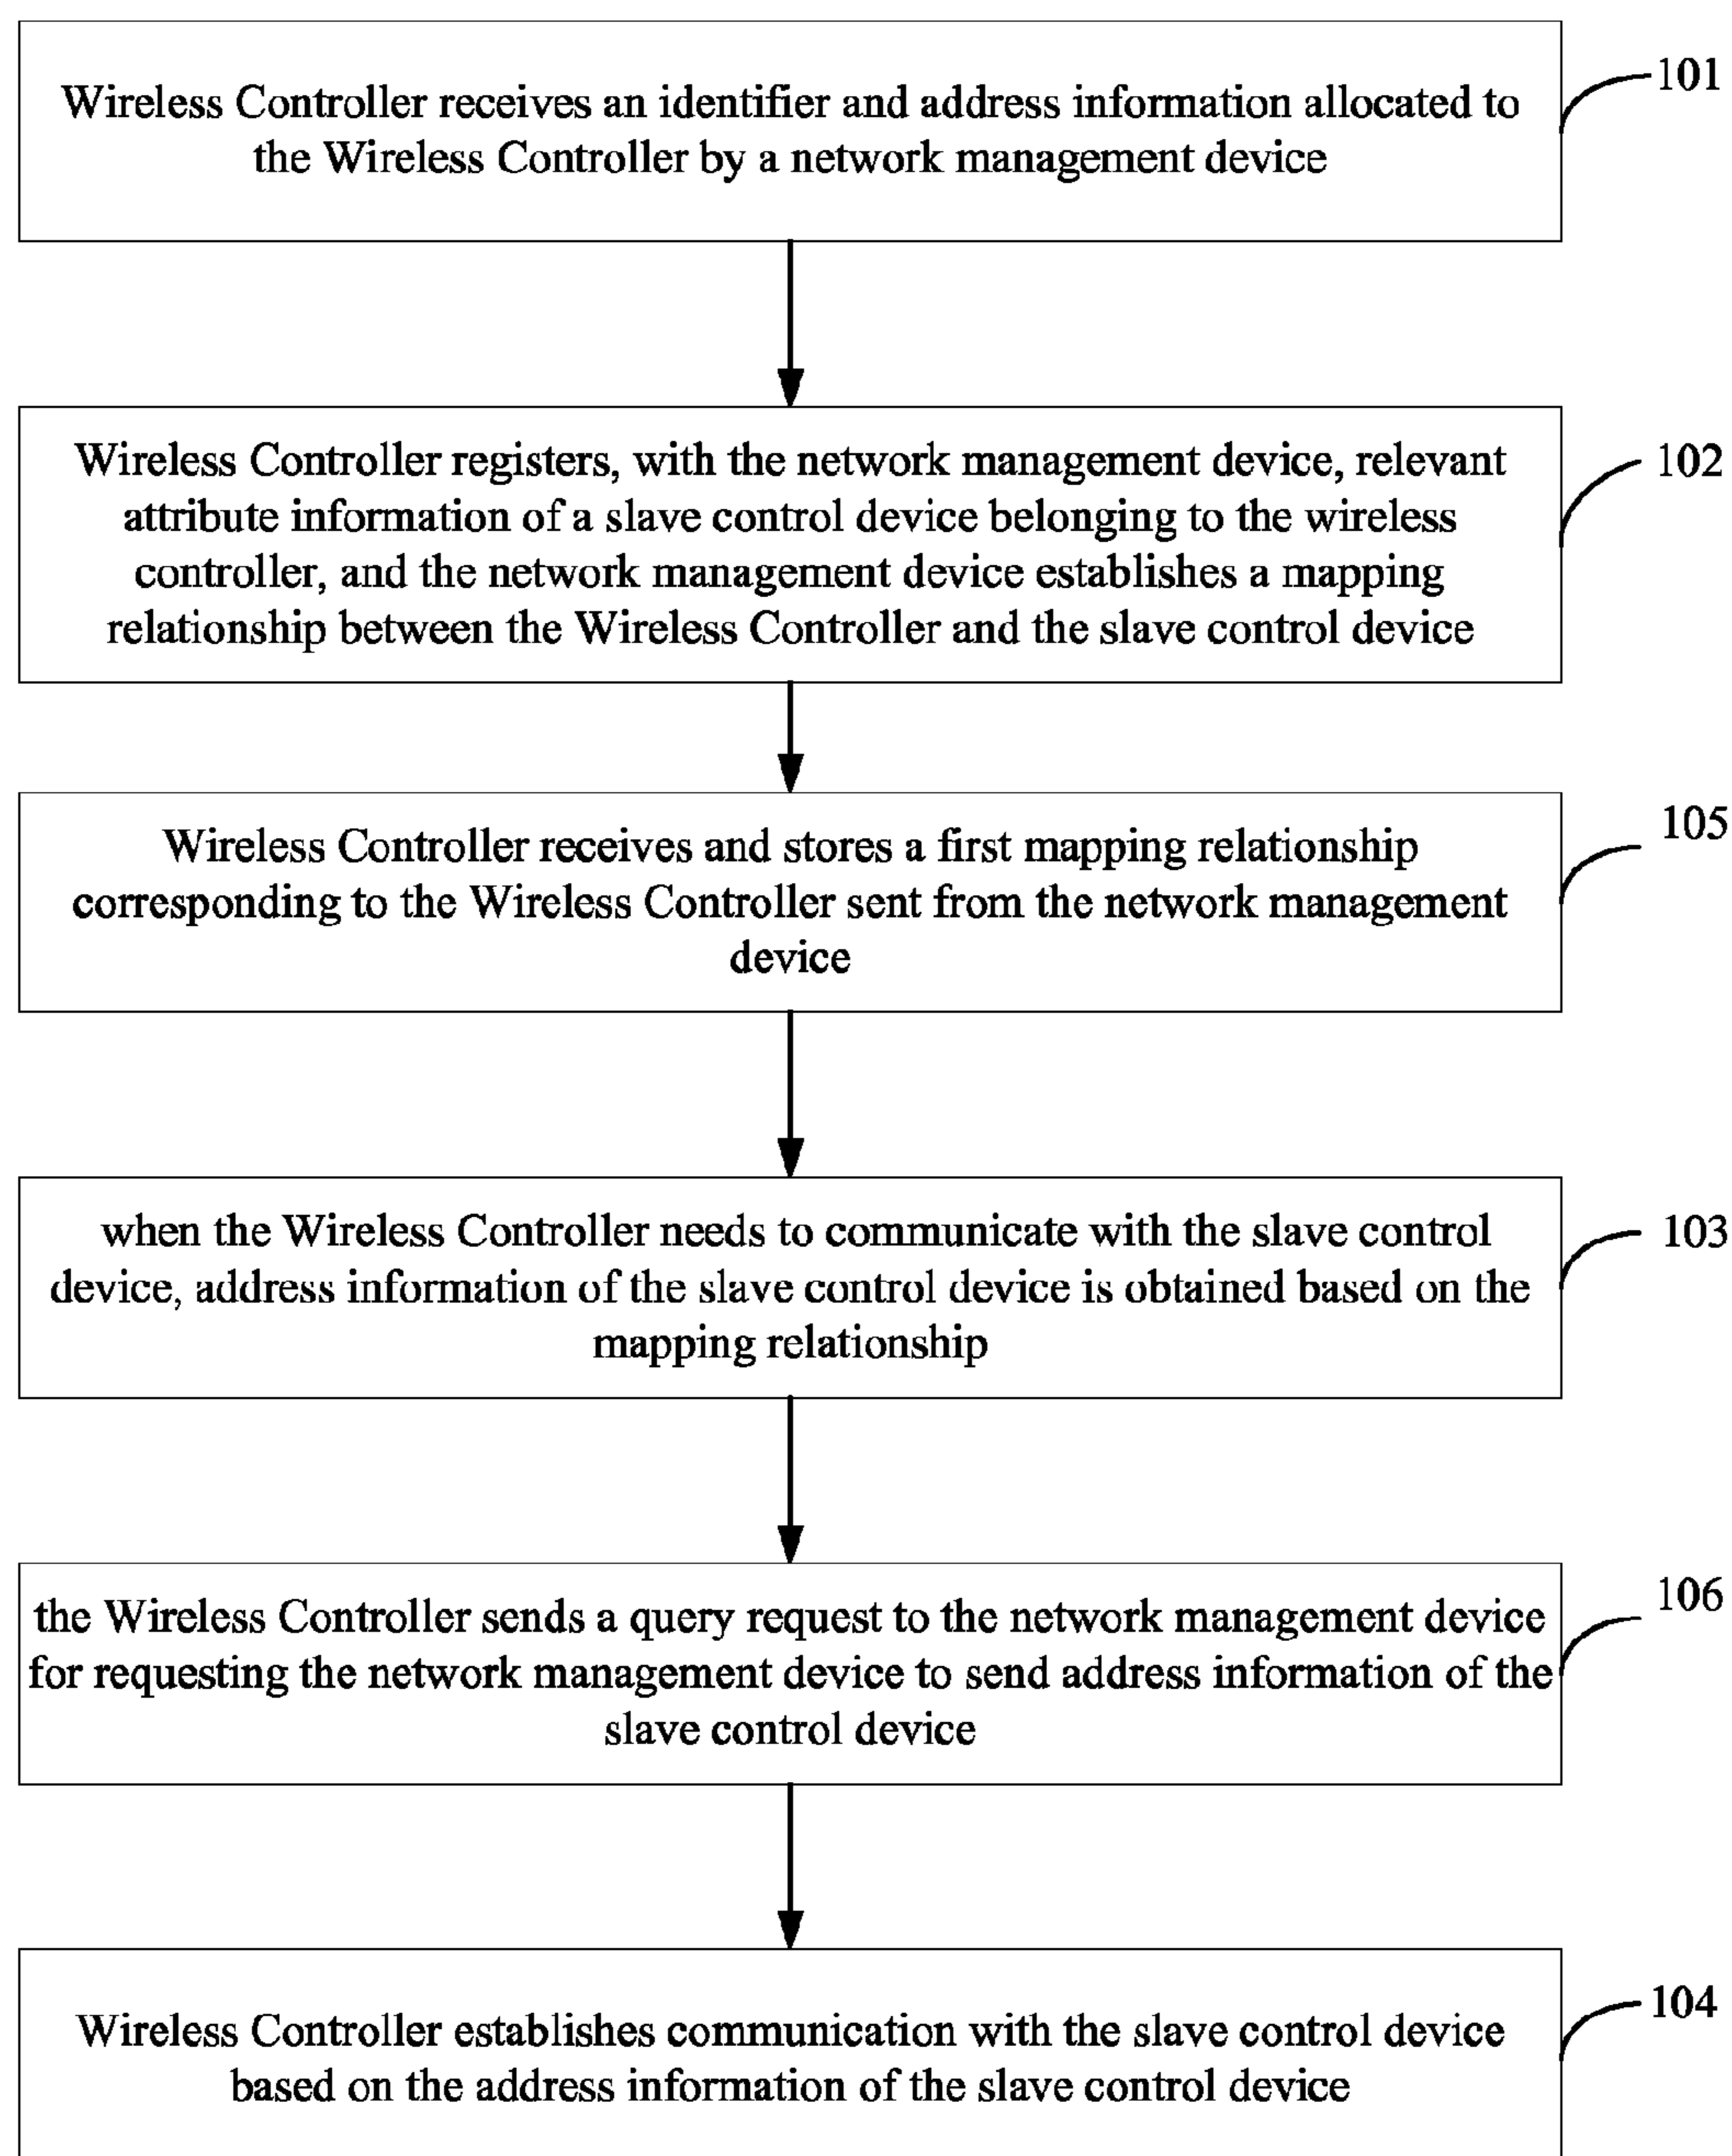 Wireless Controller receives an identifier and address information allocated to
the Wireless Controller by a network management device
101
Wireless Controller registers, with the network management device, relevant
attribute information of a slave control device belonging to the wireless
controller, and the network management device establishes a mapping
relationship between the Wireless Controller and the slave control device
102
Wireless Controller receives and stores a first mapping relationship
corresponding to the Wireless Controller sent from the network management
device
105
when the Wireless Controller needs to communicate with the slave control
device, address information of the slave control device is obtained based on the
mapping relationship
103
the Wireless Controller sends a query request to the network management device
for requesting the network management device to send address information of the
slave control device
106
Wireless Controller establishes communication with the slave control device
based on the address information of the slave control device
104